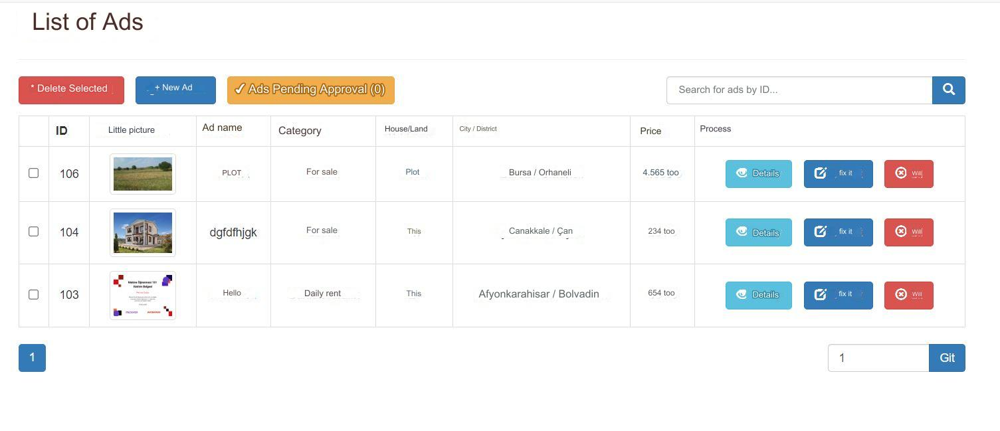 List of Ads
* Delete Selected
+ New Ad
✔ Ads Pending Approval (0)
Search for ads by ID...
ID Little picture Ad name Category House/Land City / District Price Process
106 PLOT For sale Plot Bursa / Orhaneli 4.565 too Details fix it Will
104 dgfdfhjgk For sale This Canakkale / Çan 234 too Details fix it Will
103 Hello Daily rent This Afyonkarahisar / Bolvadin 654 too Details fix it Will
1
1 Git